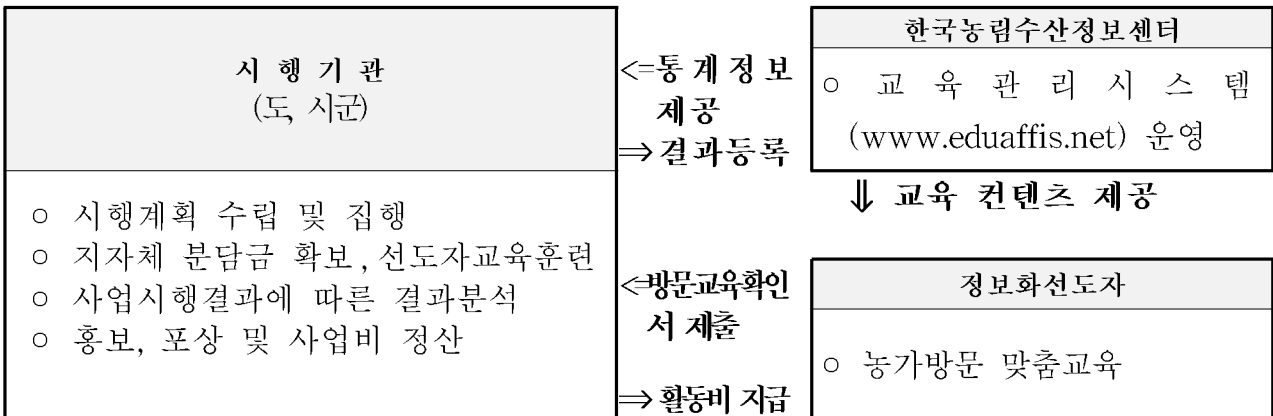 시 행 기 관
(도, 시군)
○ 시행계획 수립 및 집행
○ 지자체 분담금 확보, 선도자교육훈련
○ 사업시행결과에 따른 결과분석
○ 홍보, 포상 및 사업비 정산
⇐통 계 정 보
제 공
⇒결 과 등 록
⇐방문교육확인
서 제출
⇒ 활동비 지급
한국농림수산정보센터
○ 교 육 관 리 시 스 템
(www.eduaffis.net) 운영
⇓ 교육 컨텐츠 제공
정보화선도자
○ 농가방문 맞춤교육